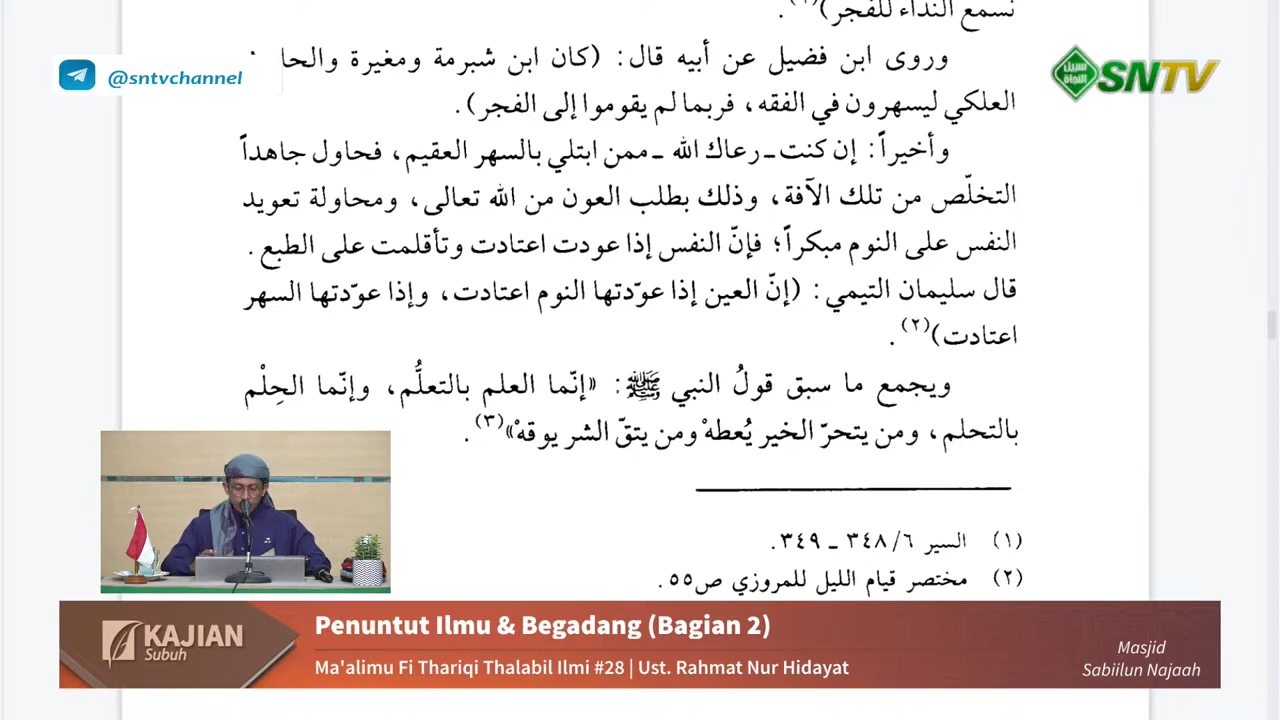 نسمع النداء للفجر)(١).
وروى ابن فضيل عن أبيه قال: (كان ابن شبرمة ومغيرة
العلكي ليسهرون في الفقه، فربما لم يقوموا إلى الفجر).
وأخيراً: إن كنت ـ رعاك الله ـ ممن ابتلي بالسهر العقيم، فحاول جاهداً
التخلّص من تلك الآفة، وذلك بطلب العون من الله تعالى، ومحاولة تعويد
النفس على النوم مبكراً؛ فإنّ النفس إذا عودت اعتادت وتأقلمت على الطبع.
قال سليمان التيمي: (إنّ العين إذا عوّدتها النوم اعتادت، وإذا عوّدتها السهر
اعتادت)(٢).
ويجمع ما سبق قولُ النبي ﷺ: «إنّما العلم بالتعلُّم، وإنّما الحِلْم
بالتحلم، ومن يتحرّ الخير يُعطهْ ومن يتقّ الشر يوقهْ»(٣).
(١) السير ٣٤٨/٦ ـ ٣٤٩.
(٢) مختصر قيام الليل للمروزي ص٥٥.
@sntvchannel
سبيل النجاة SNTV
KAJIAN
Subuh
Penuntut Ilmu & Begadang (Bagian 2)
Ma'alimu Fi Thariqi Thalabil Ilmi #28 | Ust. Rahmat Nur Hidayat
Masjid
Sabiilun Najaah